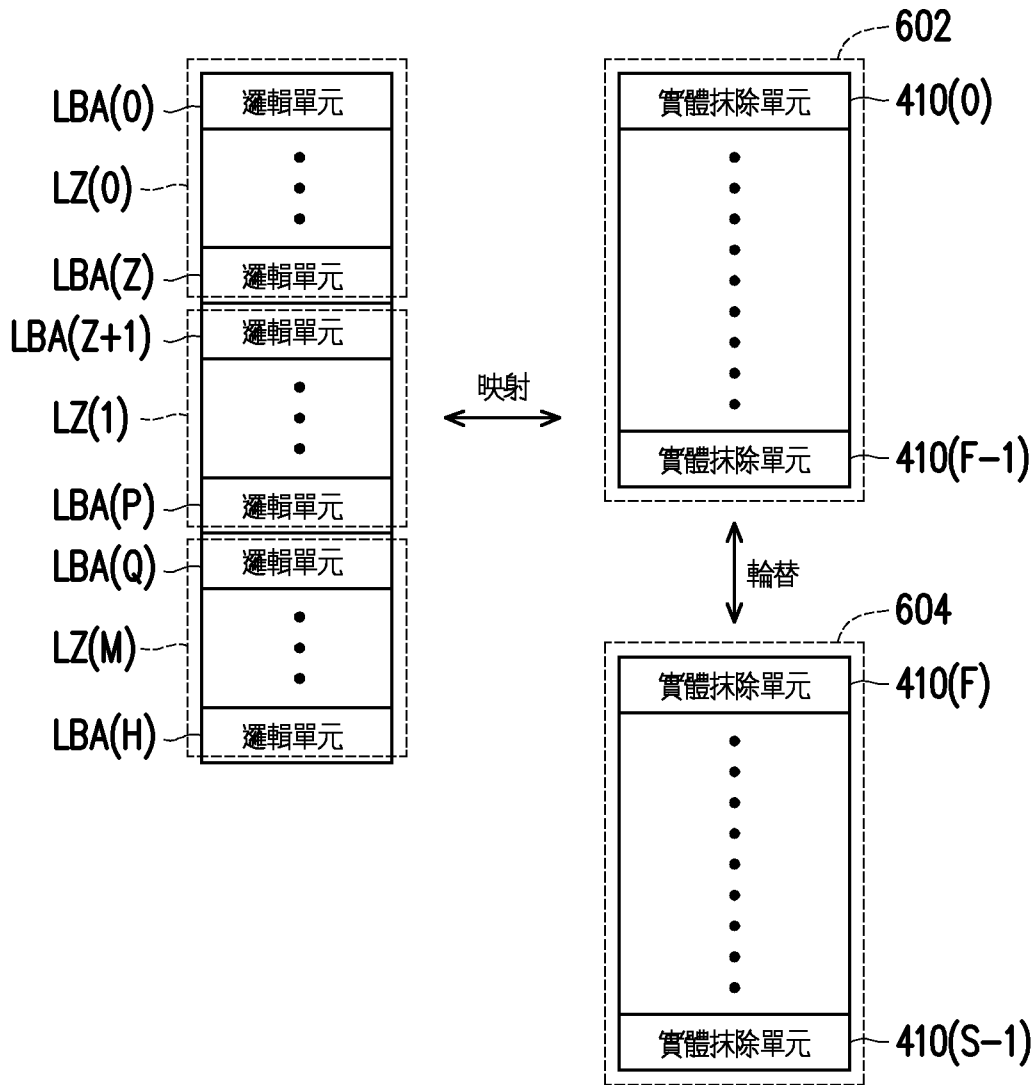 LBA(0)
邏輯單元
LZ(0)
LBA(Z)
邏輯單元
LBA(Z+1)
邏輯單元
LZ(1)
LBA(P)
邏輯單元
LBA(Q)
邏輯單元
LZ(M)
LBA(H)
邏輯單元
映射
602
實體抹除單元
410(0)
實體抹除單元
410(F-1)
輪替
604
實體抹除單元
410(F)
實體抹除單元
410(S-1)